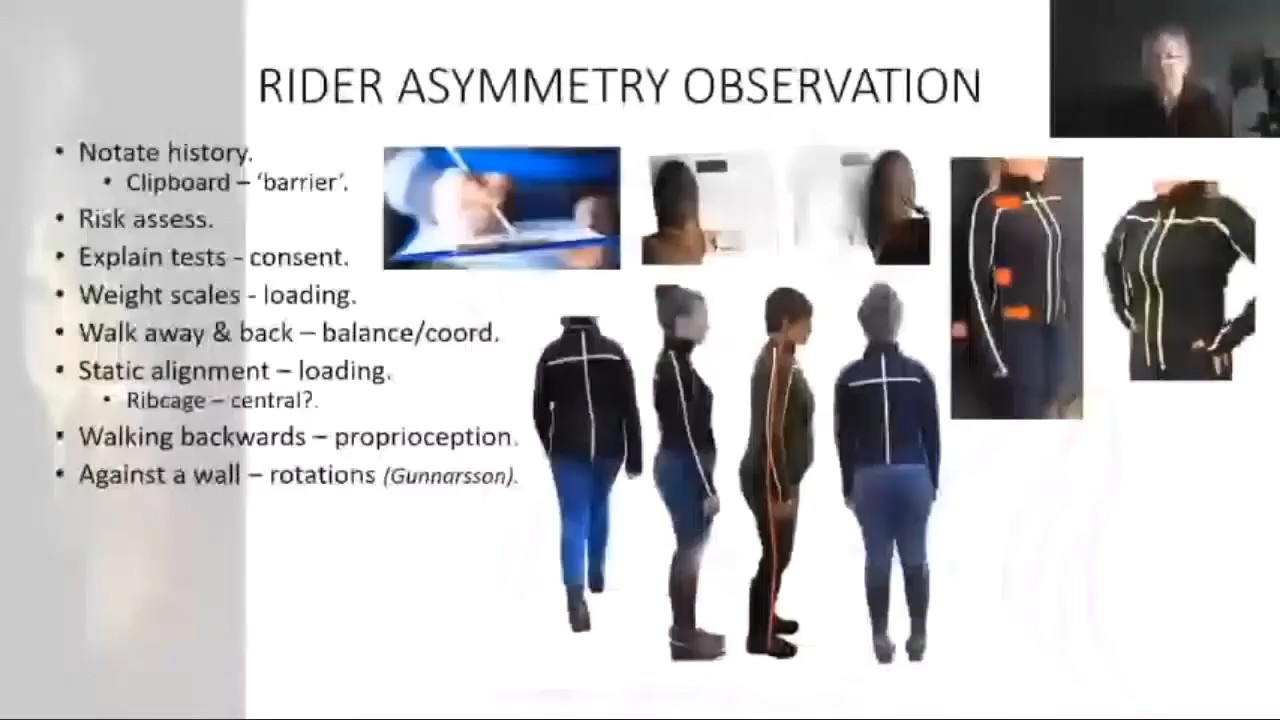 RIDER ASYMMETRY OBSERVATION
• Notate history.
• Clipboard – ‘barrier’.
• Risk assess.
• Explain tests - consent.
• Weight scales - loading.
• Walk away & back – balance/coord.
• Static alignment – loading.
• Ribcage – central?.
• Walking backwards – proprioception.
• Against a wall – rotations (Gunnarsson).